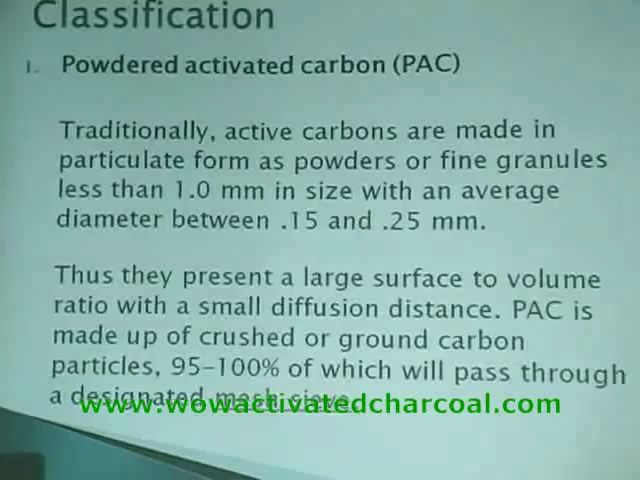 Classification
1. Powdered activated carbon (PAC)
Traditionally, active carbons are made in
particulate form as powders or fine granules
less than 1.0 mm in size with an average
diameter between .15 and .25 mm.
Thus they present a large surface to volume
ratio with a small diffusion distance. PAC is
made up of crushed or ground carbon
particles, 95–100% of which will pass through
a designated mesh sieve.
www.wowactivatedcharcoal.com